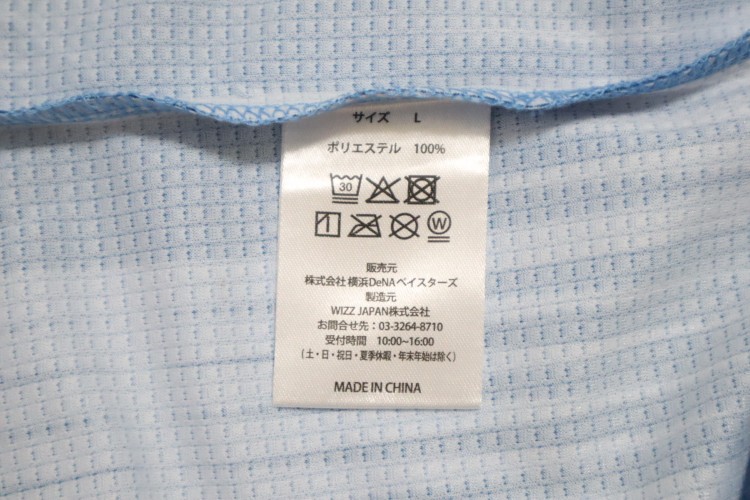 サイズ L
ポリエステル 100%
30
W
販売元
株式会社 横浜DeNAベイスターズ
製造元
WIZZ JAPAN株式会社
お問合せ先：03-3264-8710
受付時間 10:00~16:00
（土・日・祝日・夏季休暇・年末年始は除く）
MADE IN CHINA